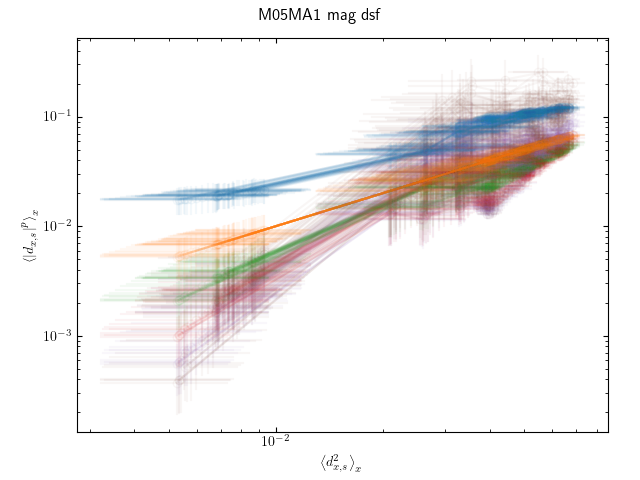 M05MA1 mag dsf
10⁻¹
10⁻²
10⁻³
⟨|d_{x,s}|^p⟩_x
10⁻²
⟨d²_{x,s}⟩_x